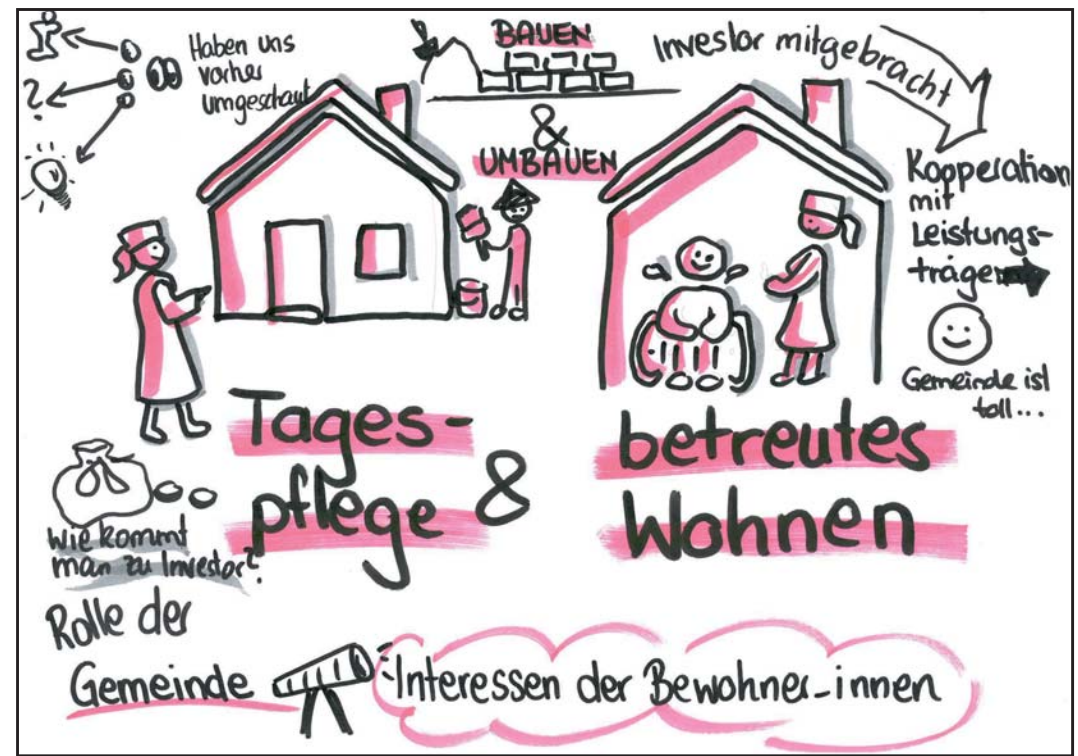 Haben uns
vorher
umgeschaut
BAUEN
&
UMBAUEN
Investor mitgebracht
Kopperation
mit
Leistungs-
träger
Gemeinde ist
toll...
Tages-
pflege
&
betreutes
Wohnen
Wie kommt
man zu Investor?
Rolle der
Gemeinde
Interessen der Bewohner_innen